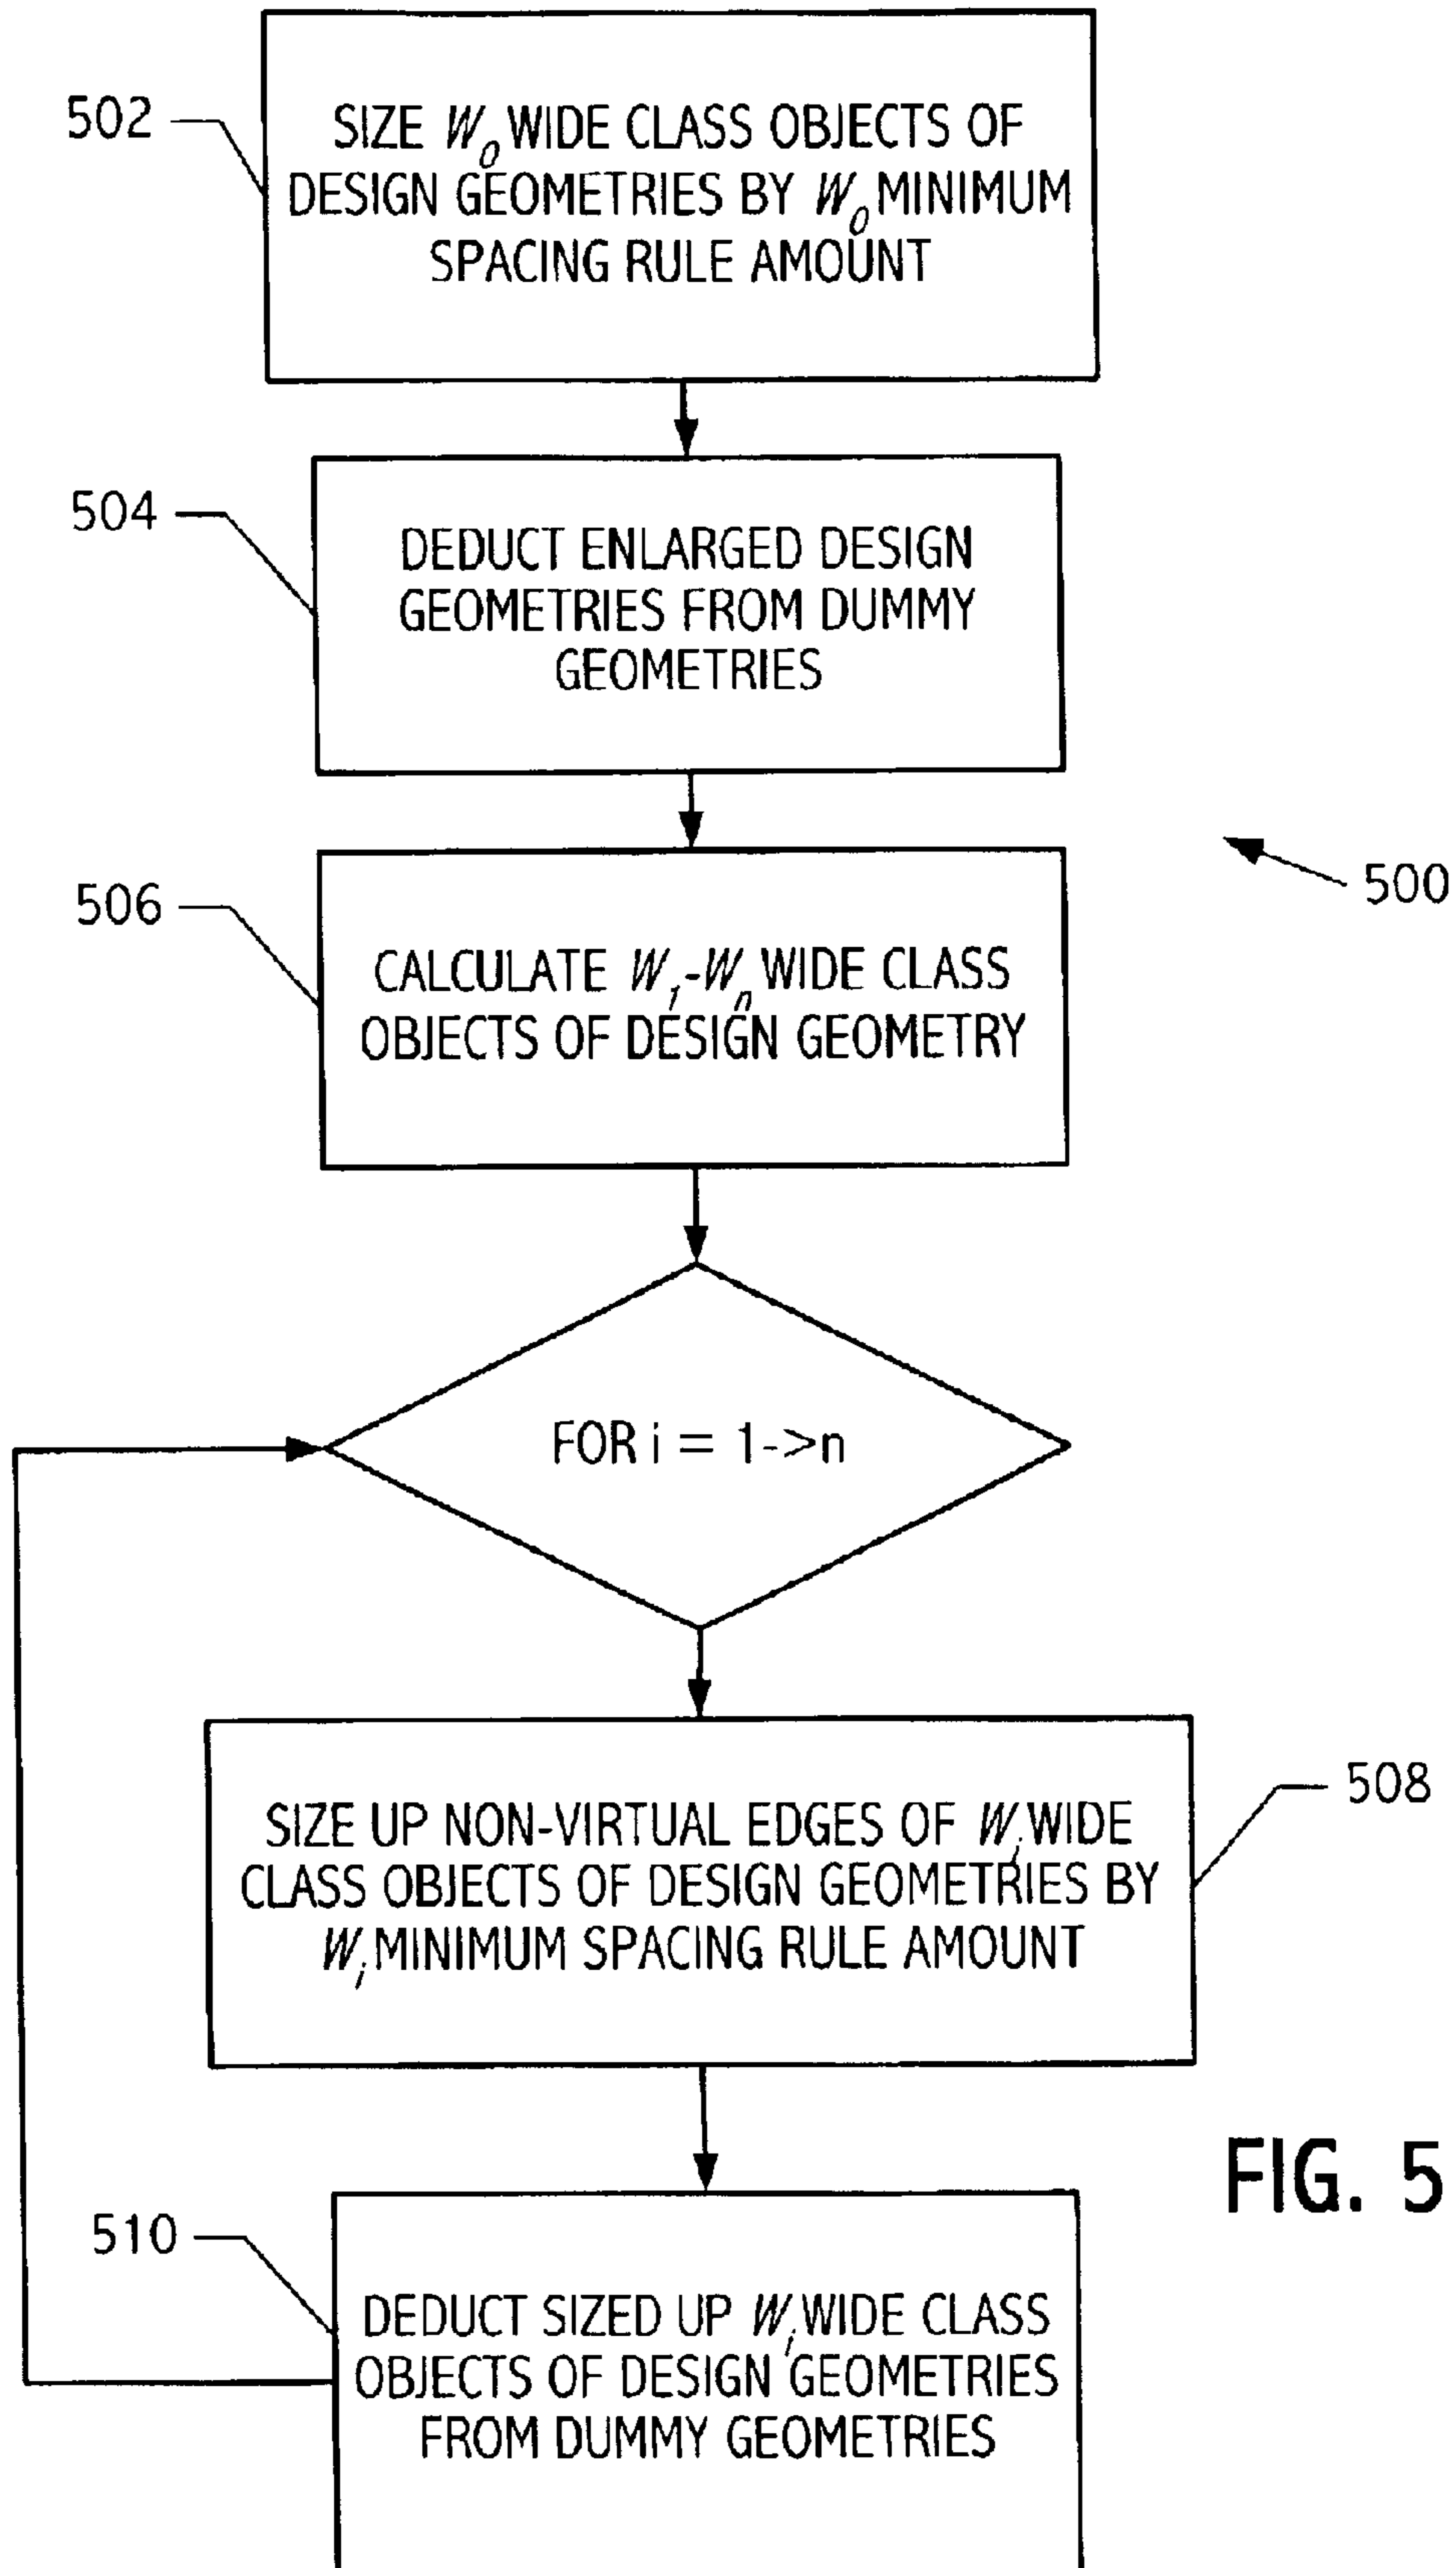 502
SIZE W0 WIDE CLASS OBJECTS OF
DESIGN GEOMETRIES BY W0 MINIMUM
SPACING RULE AMOUNT
504
DEDUCT ENLARGED DESIGN
GEOMETRIES FROM DUMMY
GEOMETRIES
500
506
CALCULATE W1-Wn WIDE CLASS
OBJECTS OF DESIGN GEOMETRY
FOR i = 1->n
508
SIZE UP NON-VIRTUAL EDGES OF Wi WIDE
CLASS OBJECTS OF DESIGN GEOMETRIES BY
Wi MINIMUM SPACING RULE AMOUNT
FIG. 5
510
DEDUCT SIZED UP Wi WIDE CLASS
OBJECTS OF DESIGN GEOMETRIES
FROM DUMMY GEOMETRIES